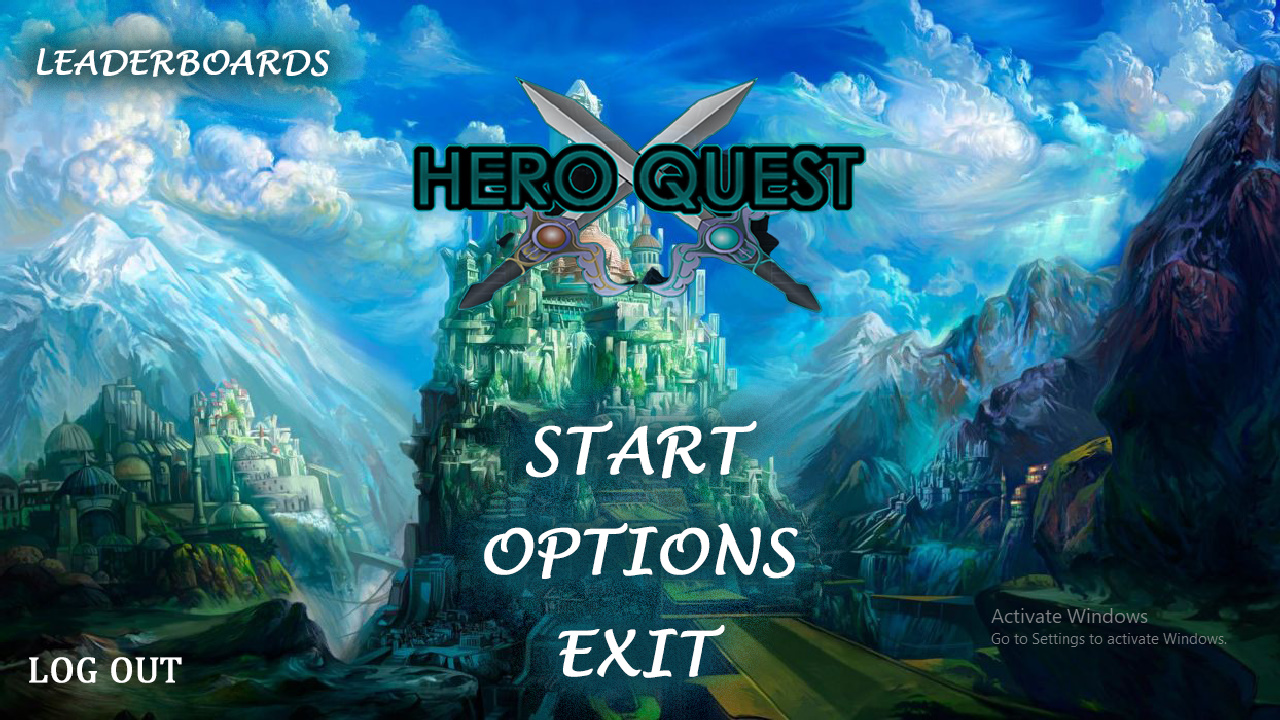 LEADERBOARDS
HERO QUEST
START
OPTIONS
EXIT
Activate Windows
Go to Settings to activate Windows.
LOG OUT